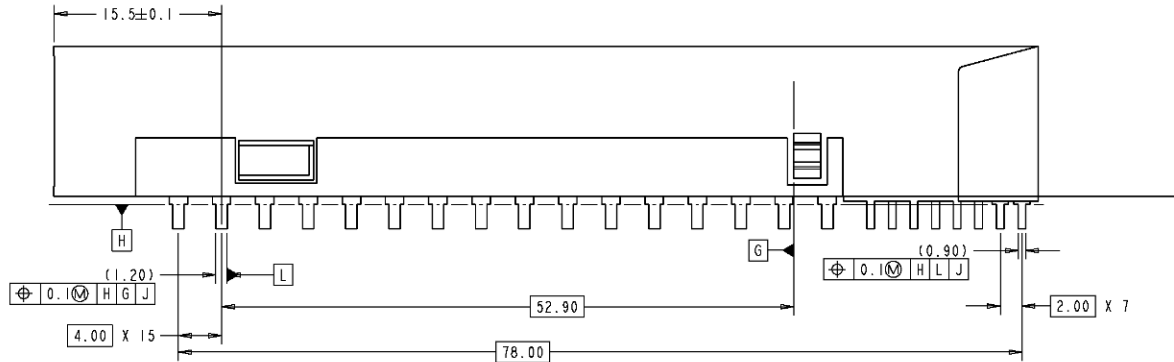 15.5±0.1
H
G
(0.90)
(1.20)
L
⌖ 0.1Ⓜ H L J
⌖ 0.1Ⓜ H G J
52.90
2.00 X 7
4.00 X 15
78.00